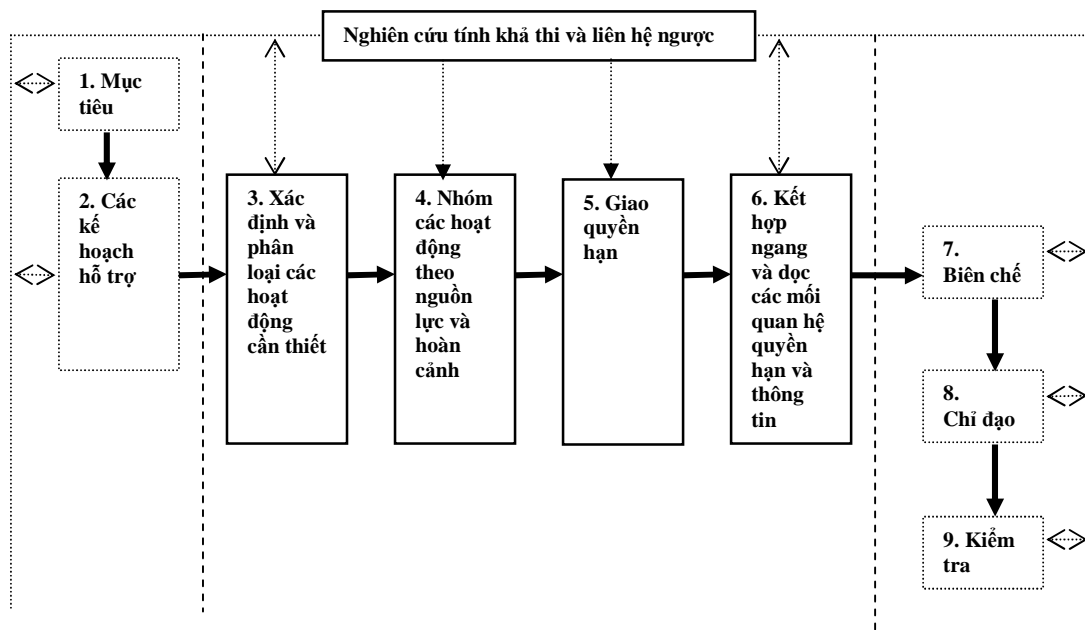 Nghiên cứu tính khả thi và liên hệ ngược
1. Mục
tiêu
2. Các
kế
hoạch
hỗ trợ
3. Xác
định và
phân
loại các
hoạt
động
cần thiết
4. Nhóm
các hoạt
động
theo
nguồn
lực và
hoàn
cảnh
5. Giao
quyền
hạn
6. Kết
hợp
ngang
và dọc
các mối
quan hệ
quyền
hạn và
thông
tin
7.
Biên chế
8.
Chỉ đạo
9. Kiểm
tra